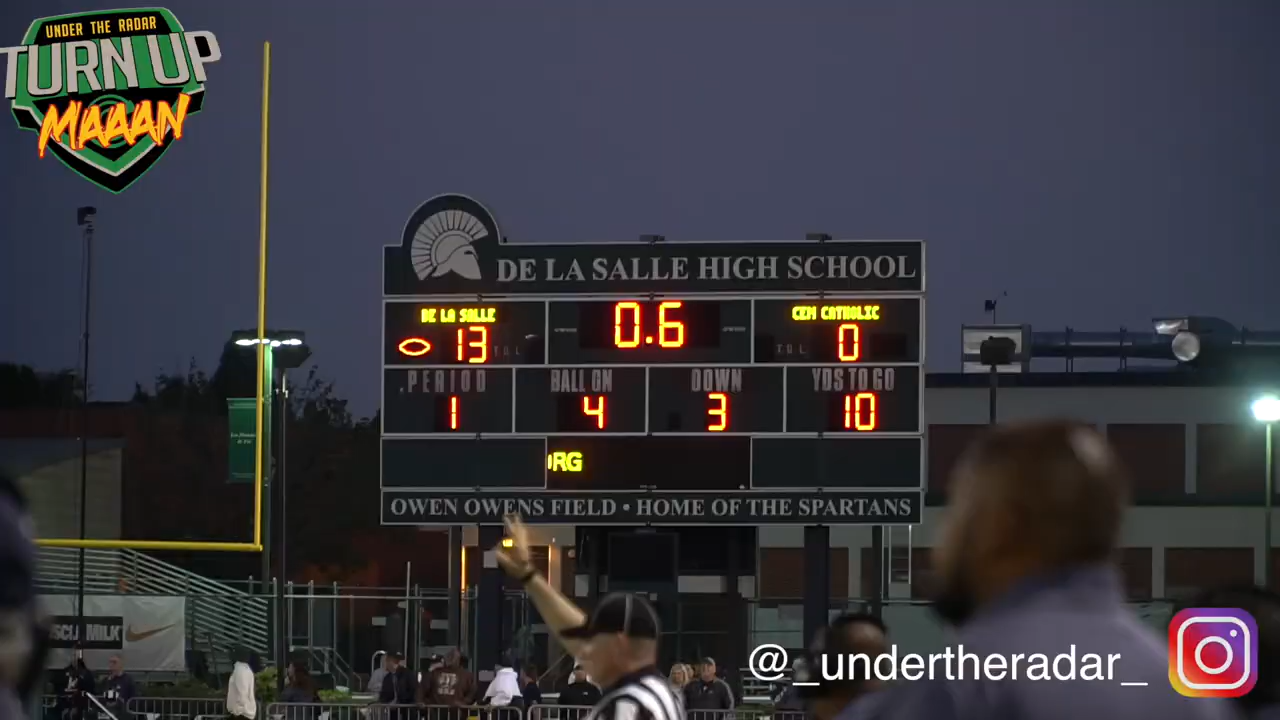 UNDER THE RADAR
TURN UP
MAAAN
DE LA SALLE HIGH SCHOOL
DE LA SALLE
0.6
CEM CATHOLIC
13
T O L
T O L
0
PERIOD
BALL ON
DOWN
YDS TO GO
1
4
3
10
RG
OWEN OWENS FIELD • HOME OF THE SPARTANS
MILK
@_undertheradar_